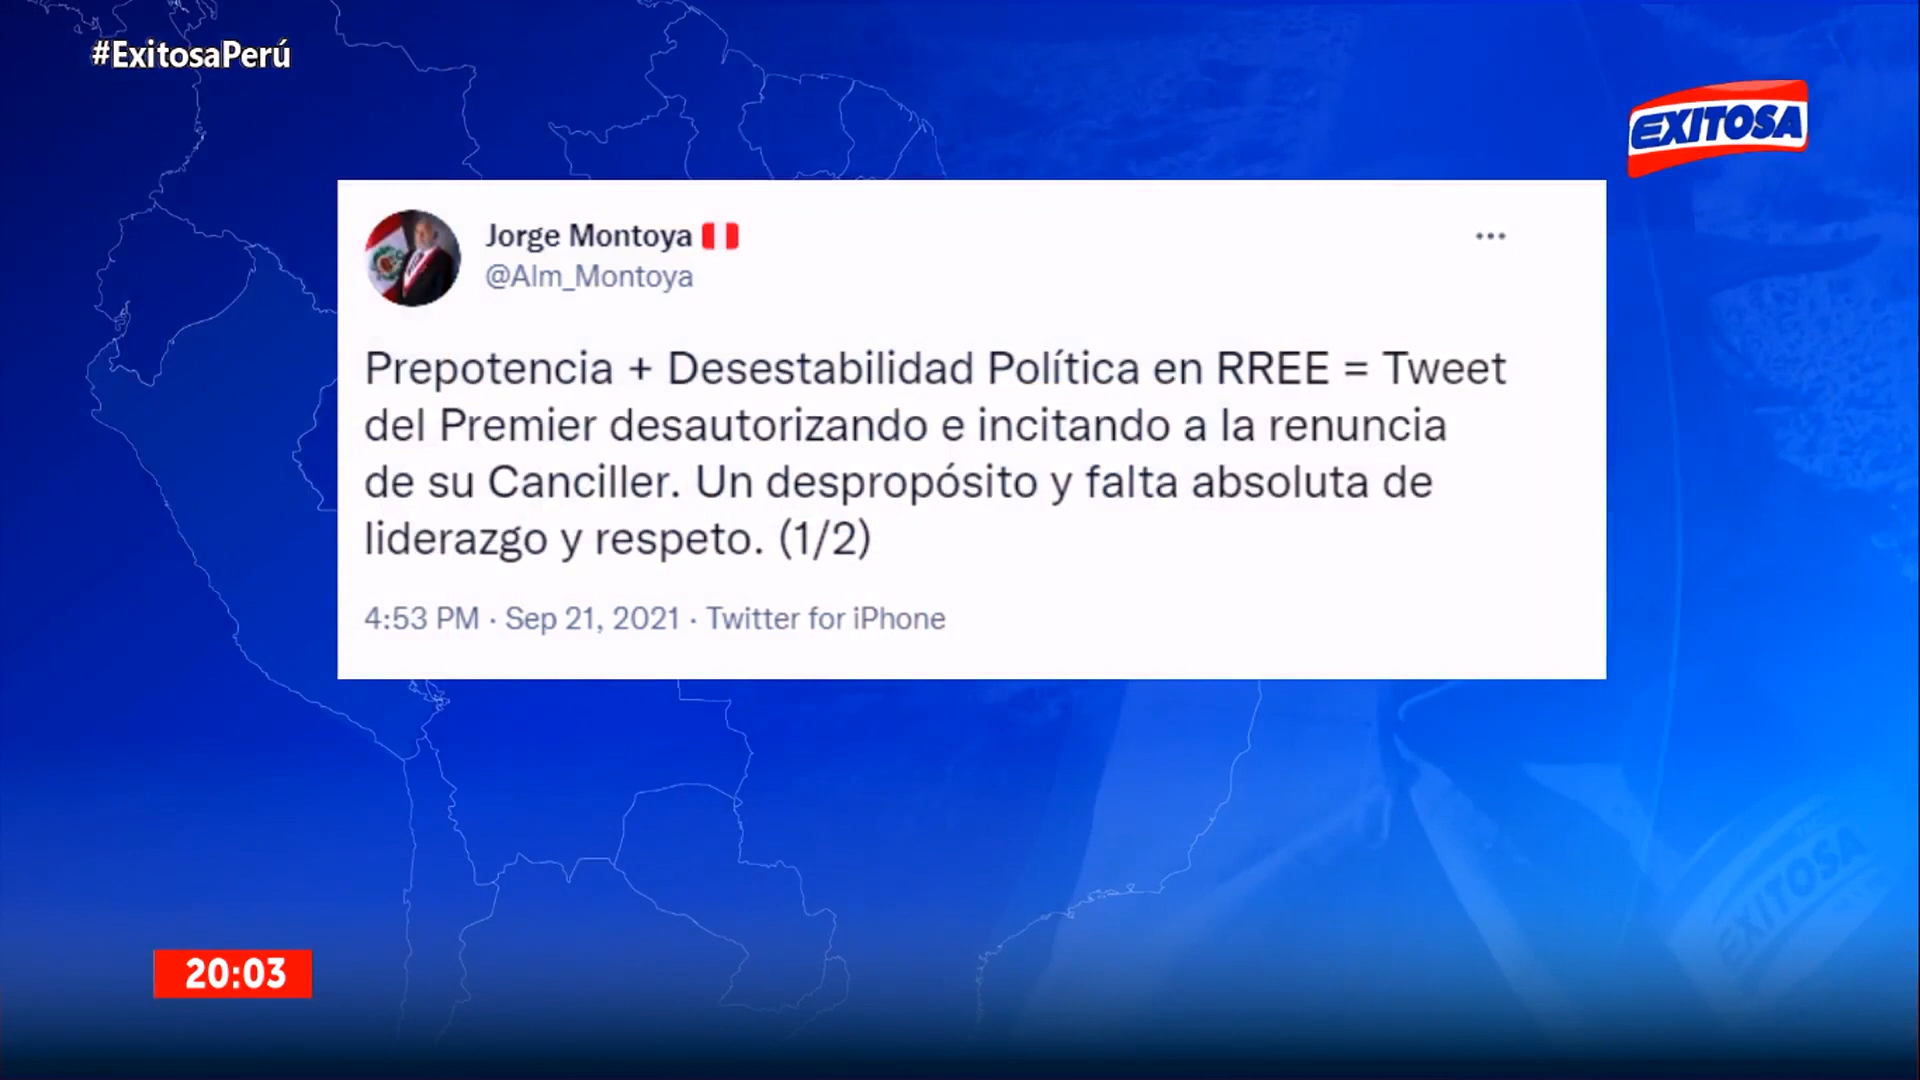 #ExitosaPerú
EXITOSA
Jorge Montoya 🇵🇪
@Alm_Montoya
Prepotencia + Desestabilidad Política en RREE = Tweet
del Premier desautorizando e incitando a la renuncia
de su Canciller. Un despropósito y falta absoluta de
liderazgo y respeto. (1/2)
4:53 PM · Sep 21, 2021 · Twitter for iPhone
EXITOSA
20:03